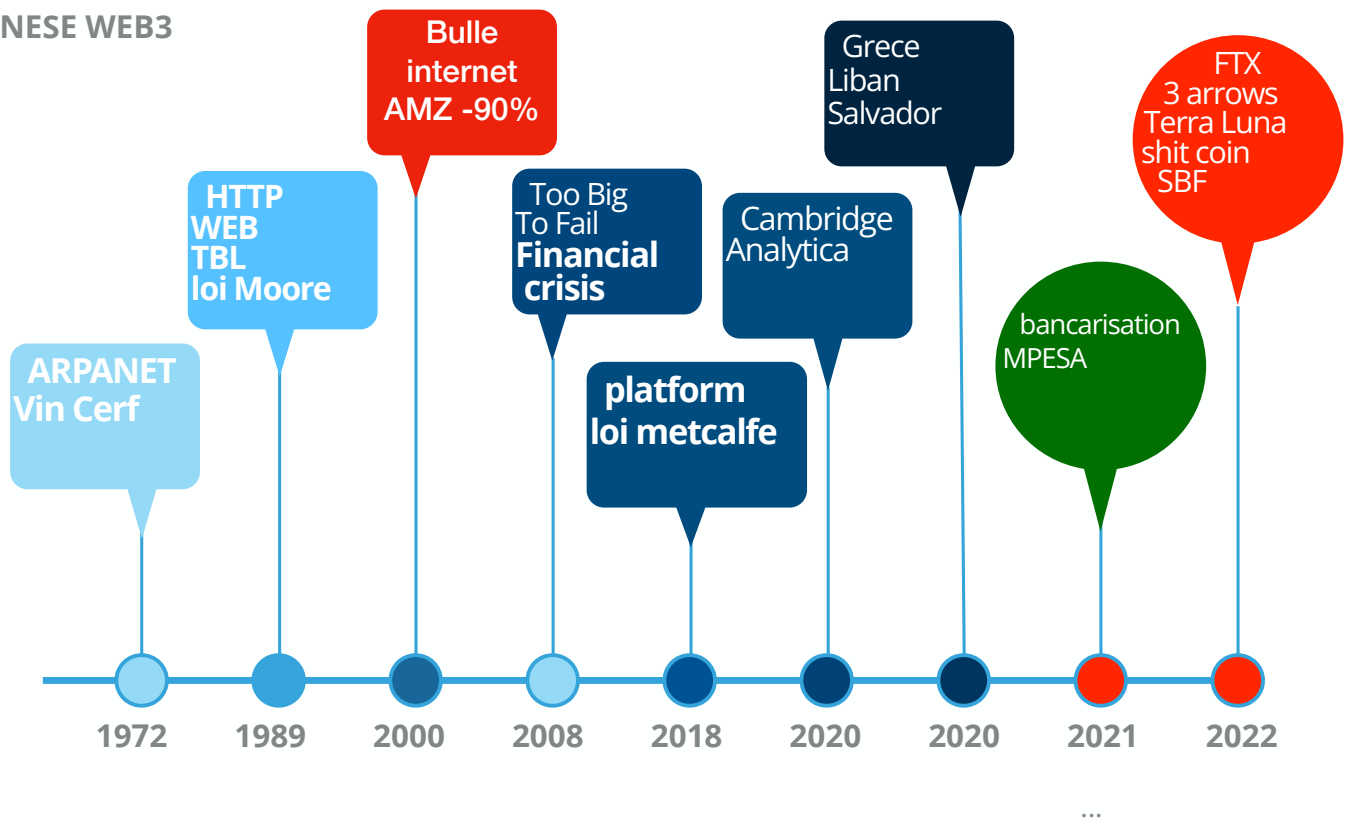 NESE WEB3
Bulle
internet
AMZ -90%
Grece
Liban
Salvador
FTX
3 arrows
Terra Luna
shit coin
SBF
HTTP
WEB
TBL
loi Moore
Too Big
To Fail
Financial
crisis
Cambridge
Analytica
bancarisation
MPESA
ARPANET
Vin Cerf
platform
loi metcalfe
1972
1989
2000
2008
2018
2020
2020
2021
2022
...